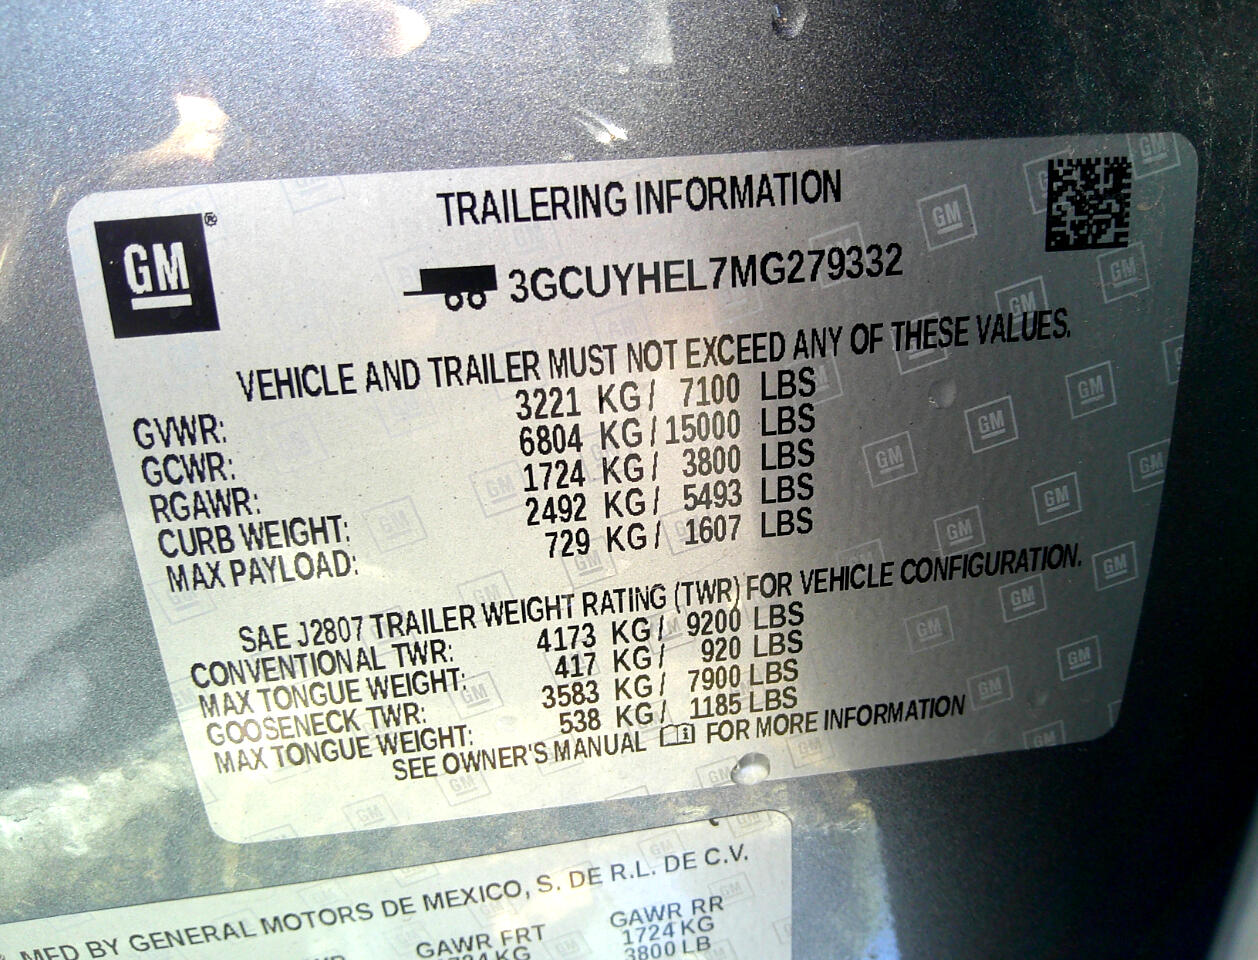 GM®
TRAILERING INFORMATION
3GCUYHEL7MG279332
VEHICLE AND TRAILER MUST NOT EXCEED ANY OF THESE VALUES.
GVWR: 3221 KG / 7100 LBS
GCWR: 6804 KG / 15000 LBS
RGAWR: 1724 KG / 3800 LBS
CURB WEIGHT: 2492 KG / 5493 LBS
MAX PAYLOAD: 729 KG / 1607 LBS
SAE J2807 TRAILER WEIGHT RATING (TWR) FOR VEHICLE CONFIGURATION.
CONVENTIONAL TWR: 4173 KG / 9200 LBS
MAX TONGUE WEIGHT: 417 KG / 920 LBS
GOOSENECK TWR: 3583 KG / 7900 LBS
MAX TONGUE WEIGHT: 538 KG / 1185 LBS
SEE OWNER'S MANUAL FOR MORE INFORMATION
MFD BY GENERAL MOTORS DE MEXICO, S. DE R.L. DE C.V.
GAWR FRT GAWR RR
1724 KG
3800 LB